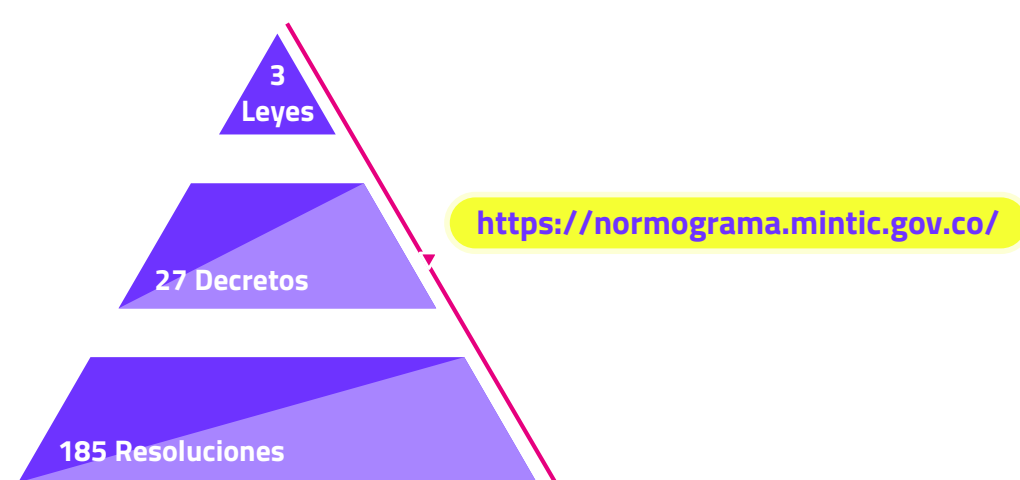 3
Leyes
https://normograma.mintic.gov.co/
27 Decretos
185 Resoluciones